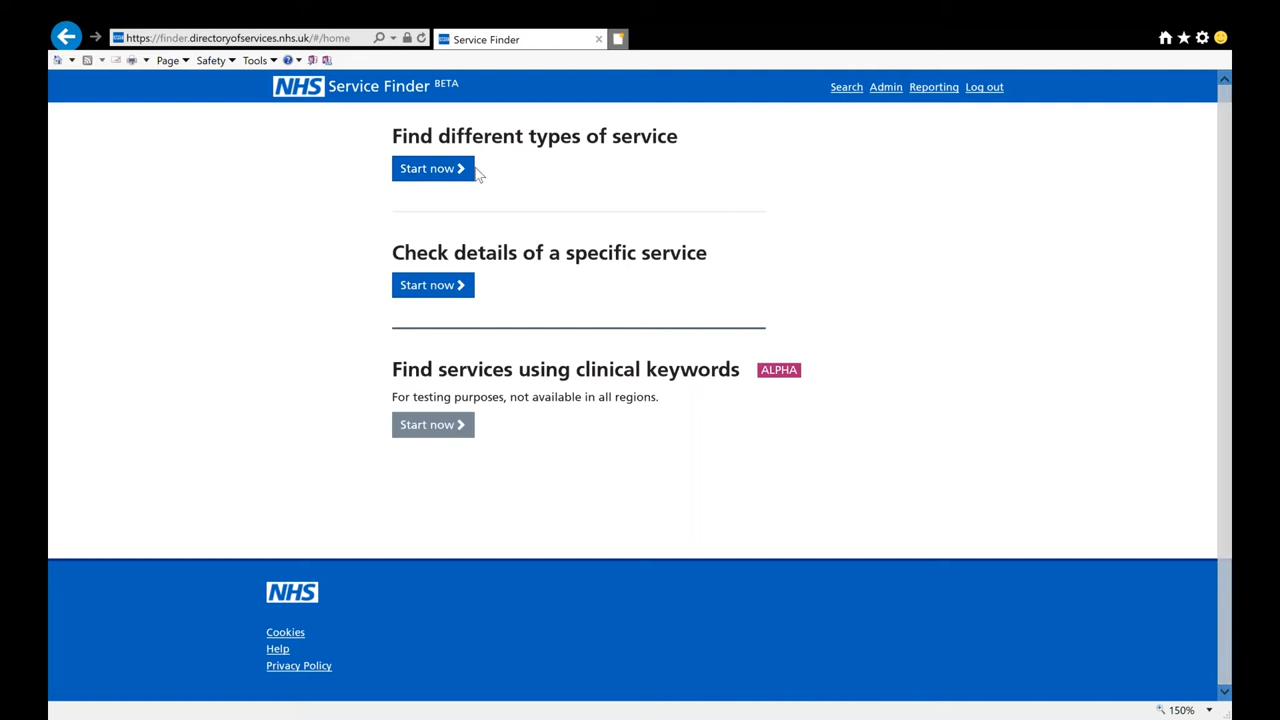 https://finder.directoryofservices.nhs.uk/#/home
Service Finder
Page Safety Tools
NHS Service Finder BETA
Search Admin Reporting Log out
Find different types of service
Start now
Check details of a specific service
Start now
Find services using clinical keywords ALPHA
For testing purposes, not available in all regions.
Start now
NHS
Cookies
Help
Privacy Policy
150%